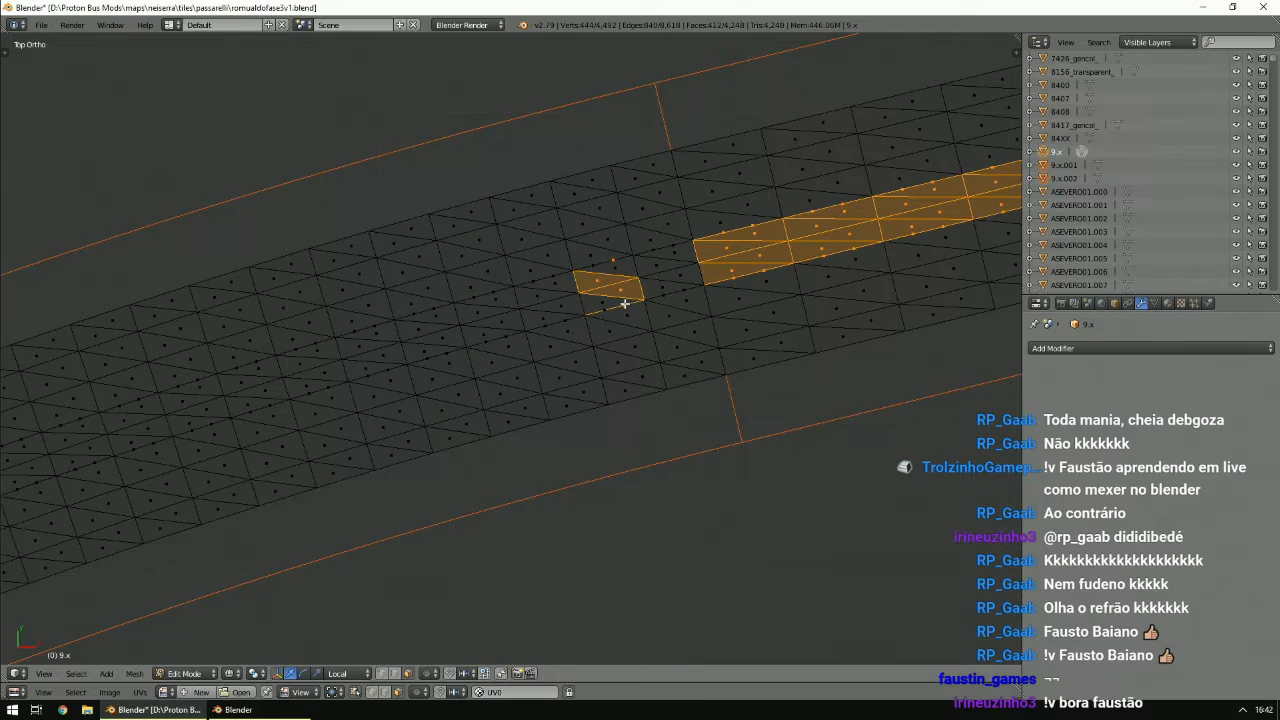 Blender* [D:\Proton Bus Mods\maps\neiserra\tiles\passarelli\romualdofase3v1.blend]
File Render Window Help Default Scene Blender Render v2.79 | Verts:444/4,492 | Edges:840/8,618 | Faces:412/4,248 | Tris:4,248 | Mem:446.06M | 9.x
Top Ortho
View Search Visible Layers
7426_gencol_
8156_transparent_
8400
8407
8408
8417_gencol_
84XX
9.x
9.x.001
9.x.002
ASEVERO01.000
ASEVERO01.001
ASEVERO01.002
ASEVERO01.003
ASEVERO01.004
ASEVERO01.005
ASEVERO01.006
ASEVERO01.007
9.x
Add Modifier
RP_Gaab Toda mania, cheia debgoza
RP_Gaab Não kkkkkkk
TrolzinhoGamep... !v Faustão aprendendo em live
como mexer no blender
RP_Gaab Ao contrário
irineuzinho3 @rp_gaab dididibedé
RP_Gaab Kkkkkkkkkkkkkkkkkkk
RP_Gaab Nem fudeno kkkkk
RP_Gaab Olha o refrão kkkkkkk
RP_Gaab Fausto Baiano 👍🏽
RP_Gaab !v Fausto Baiano 👍🏽
faustin_games ¬¬
irineuzinho3 !v bora faustão
(0) 9.x
View Select Add Mesh Edit Mode Local
View Select Image UVs New Open View UV0
Blender* [D:\Proton B... Blender 16:42